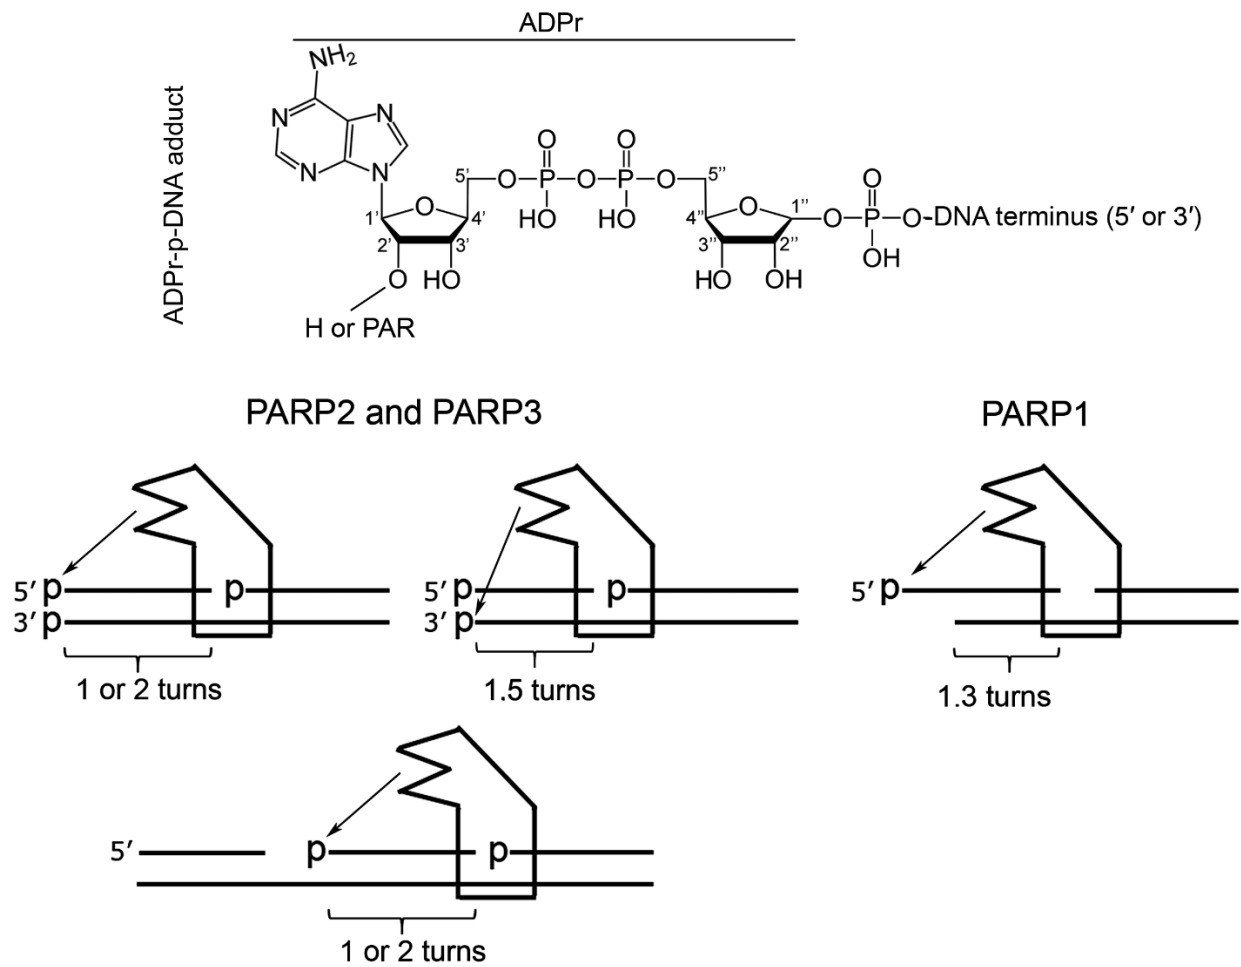 ADPr
ADPr-p-DNA adduct
NH2
N
N
N
N
O
O
O
O
P
O
P
O
P
O
O
O
DNA terminus (5′ or 3′)
HO
HO
OH
O
O
HO
HO
OH
1'
2'
3'
4'
5'
1''
2''
3''
4''
5''
H or PAR
PARP2 and PARP3
PARP1
5′ p
p
3′ p
1 or 2 turns
5′ p
p
3′ p
1.5 turns
5′ p
1.3 turns
5′
p
p
1 or 2 turns